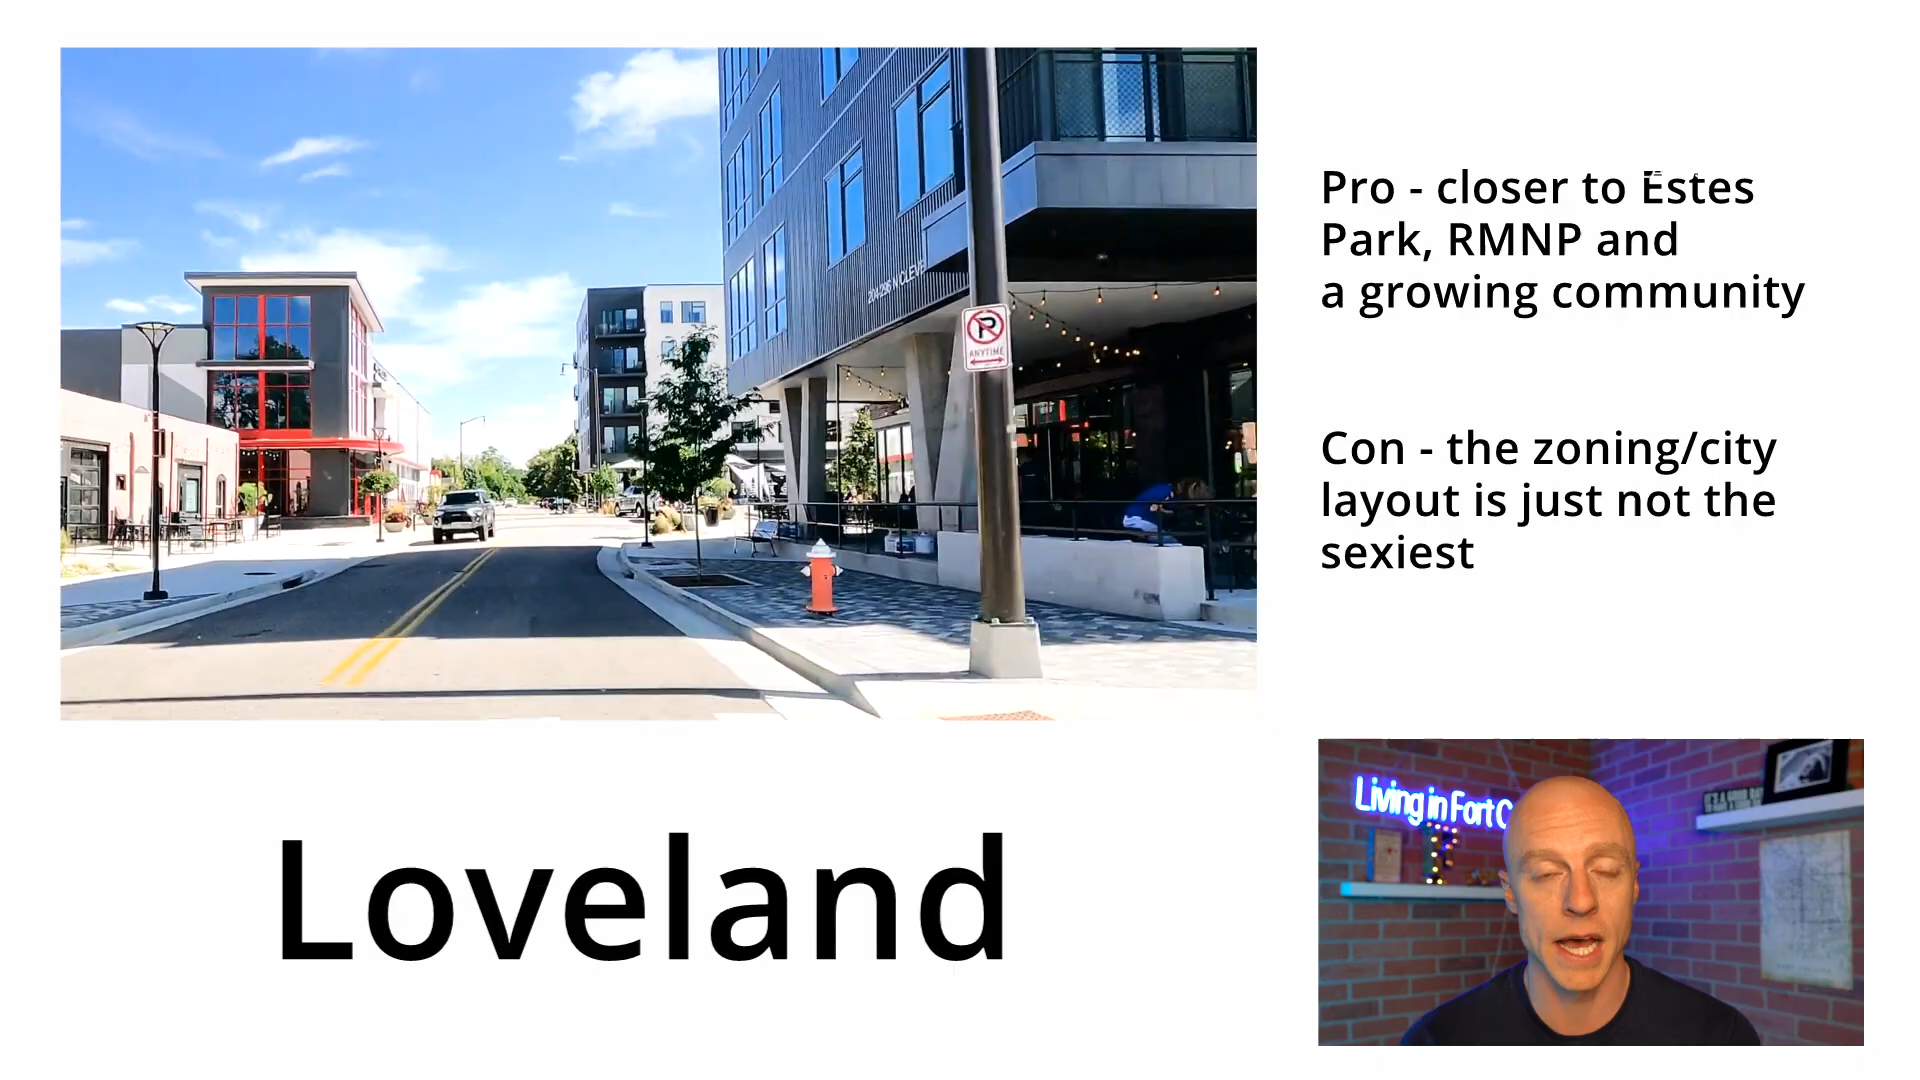 Pro - closer to Estes
Park, RMNP and
a growing community
Con - the zoning/city
layout is just not the
sexiest
Loveland
P
ANYTIME
Living in Fort C